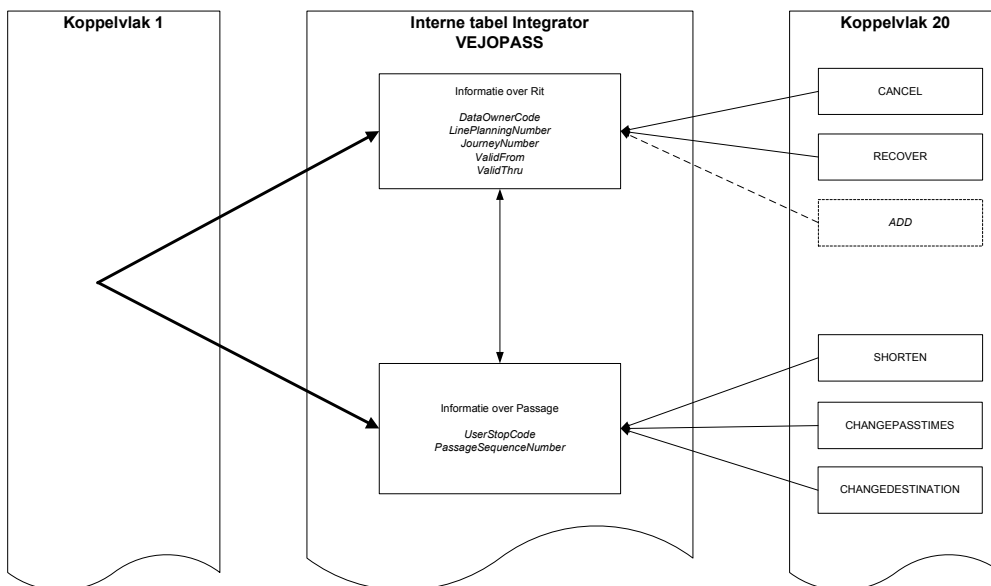 Koppelvlak 1
Interne tabel Integrator
VEJOPASS
Koppelvlak 20
Informatie over Rit
DataOwnerCode
LinePlanningNumber
JourneyNumber
ValidFrom
ValidThru
CANCEL
RECOVER
ADD
Informatie over Passage
UserStopCode
PassageSequenceNumber
SHORTEN
CHANGEPASSTIMES
CHANGEDESTINATION